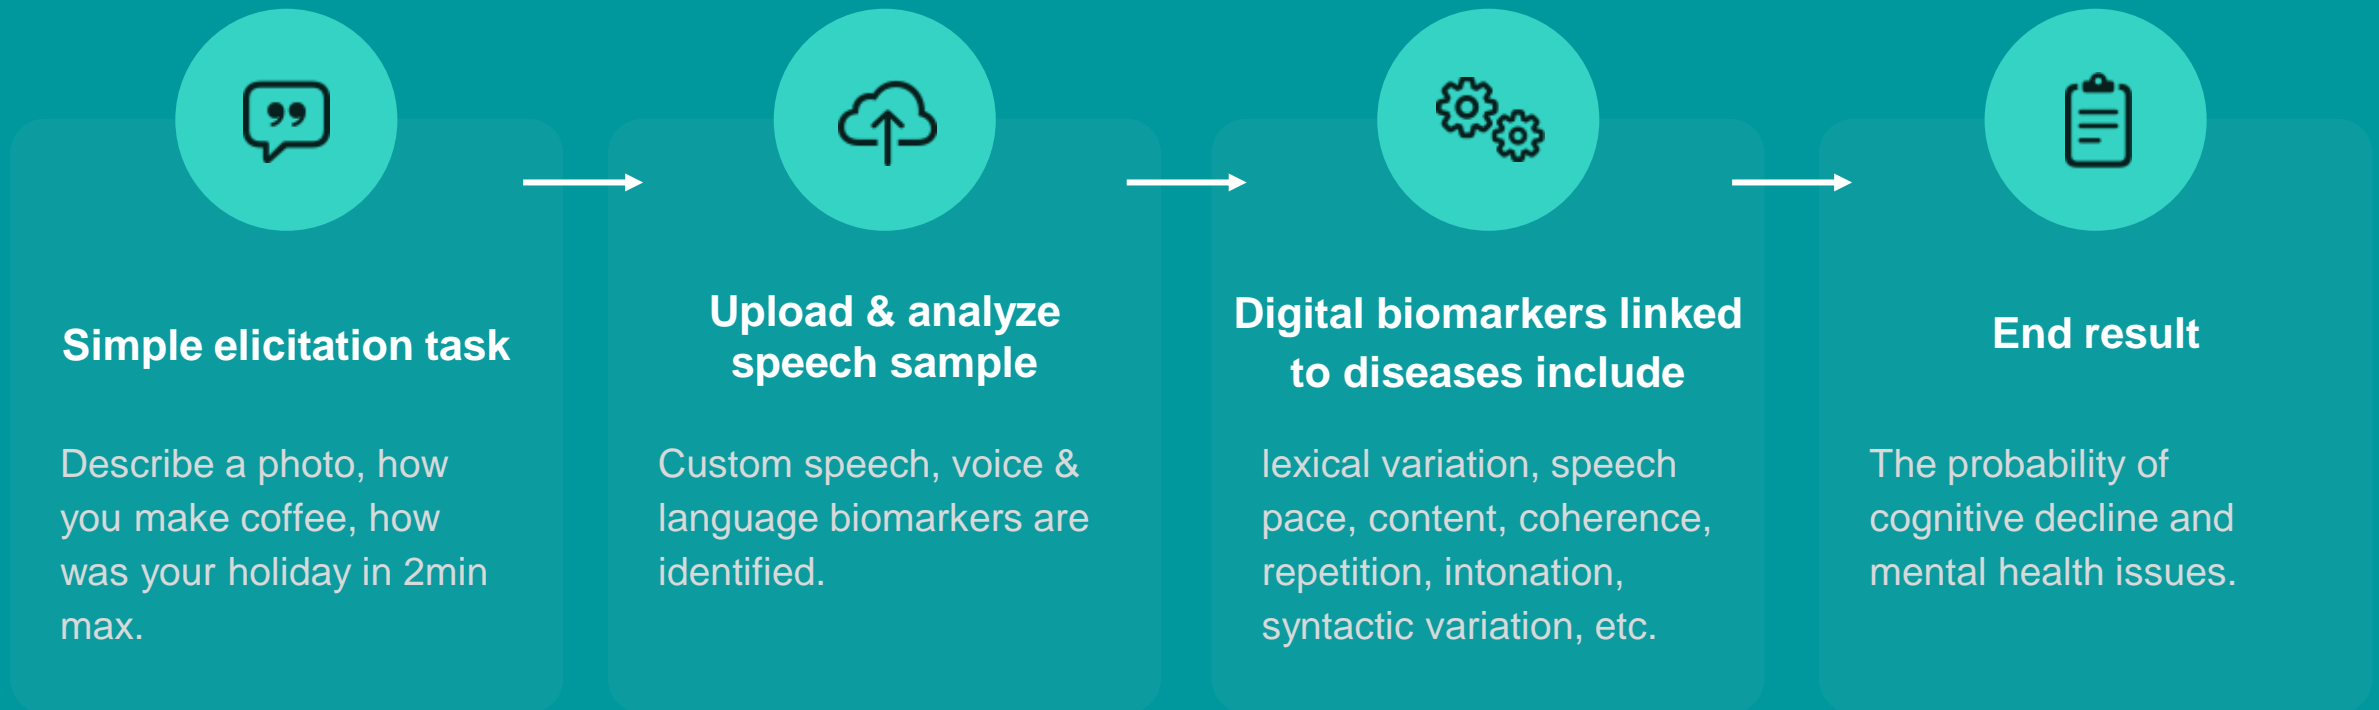 Simple elicitation task
Describe a photo, how
you make coffee, how
was your holiday in 2min
max.
Upload & analyze
speech sample
Custom speech, voice &
language biomarkers are
identified.
Digital biomarkers linked
to diseases include
lexical variation, speech
pace, content, coherence,
repetition, intonation,
syntactic variation, etc.
End result
The probability of
cognitive decline and
mental health issues.